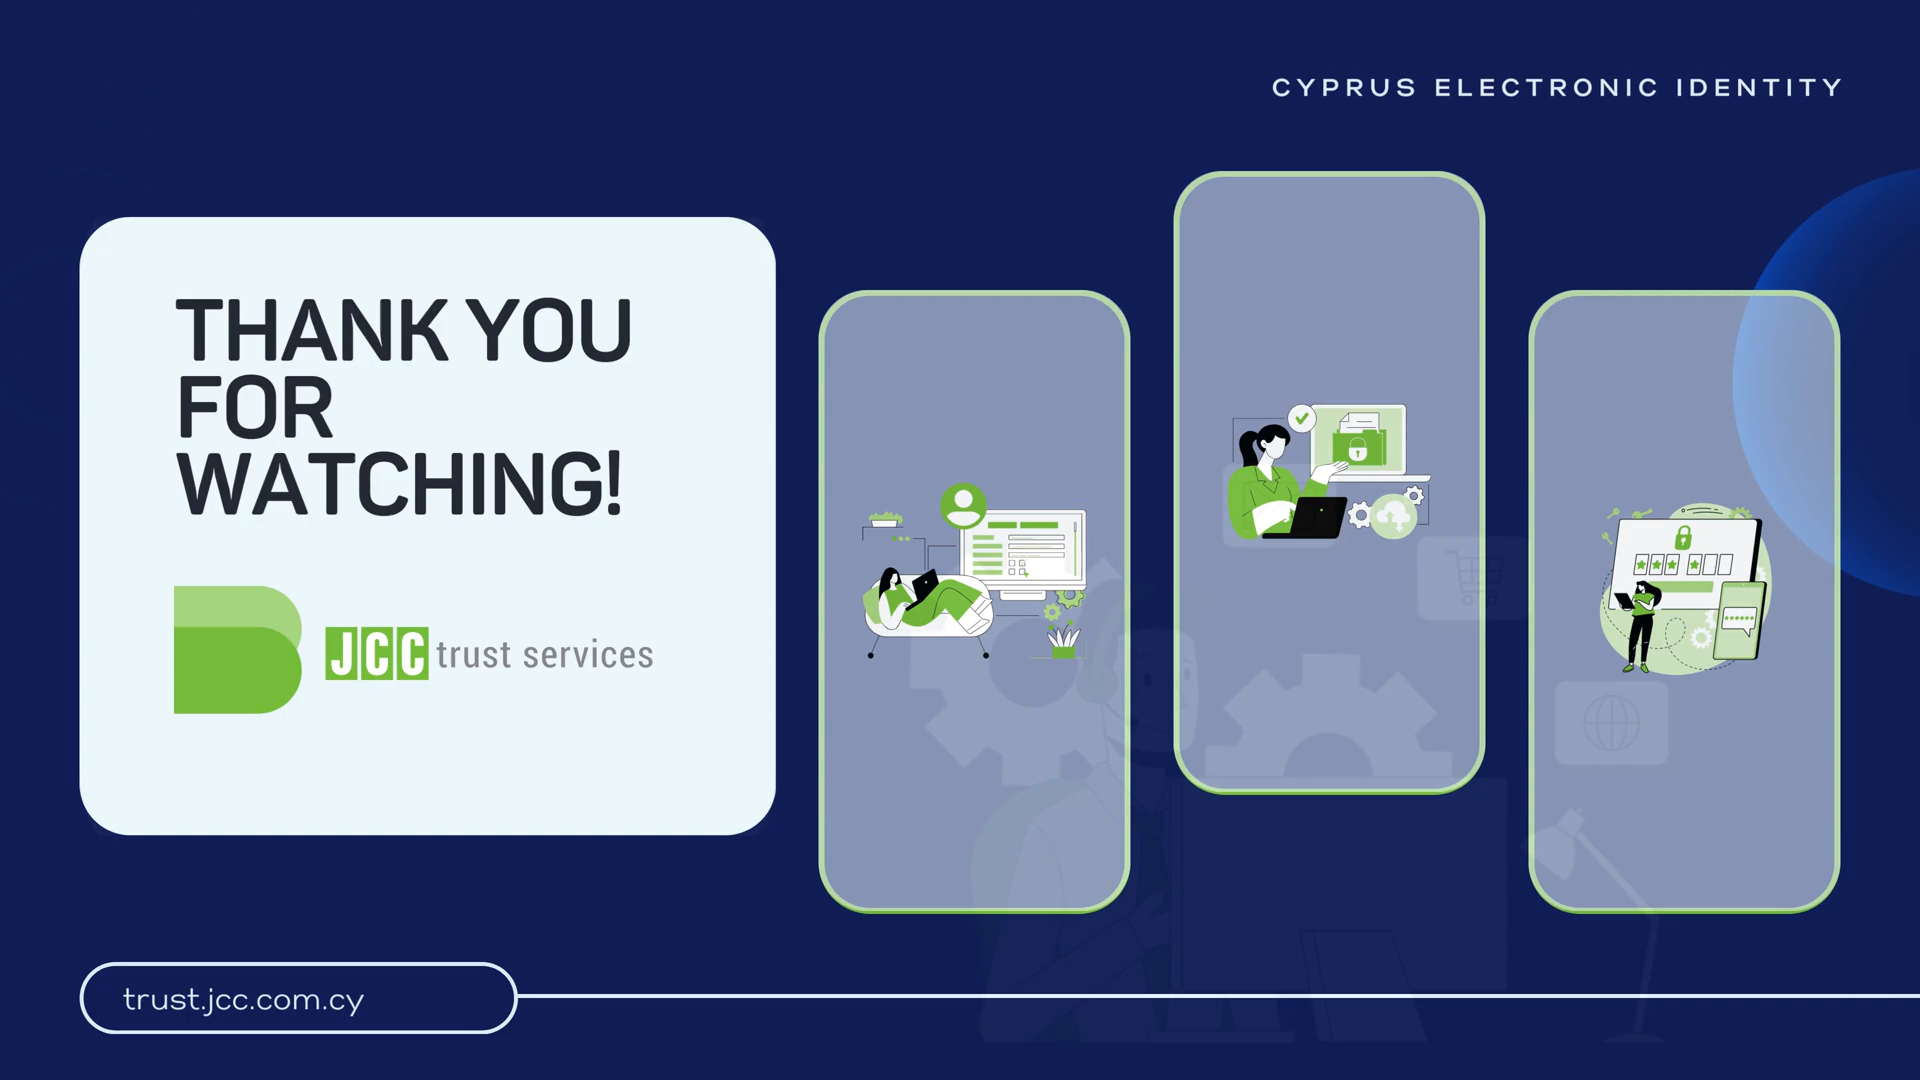 CYPRUS ELECTRONIC IDENTITY
THANK YOU
FOR
WATCHING!
JCC trust services
trust.jcc.com.cy